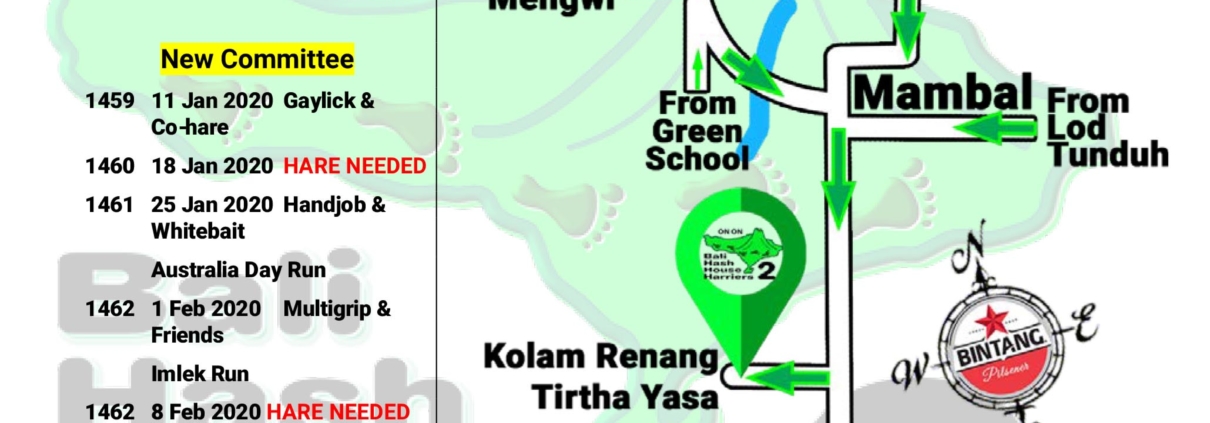 New Committee
1459 11 Jan 2020 Gaylick &
Co-hare
1460 18 Jan 2020 HARE NEEDED
1461 25 Jan 2020 Handjob &
Whitebait
Australia Day Run
1462 1 Feb 2020 Multigrip &
Friends
Imlek Run
1462 8 Feb 2020 HARE NEEDED
Bali
Hash
Mengwi
From
Green
School
Mambal
From
Lod
Tunduh
ON ON
Bali
Hash
House
Harriers 2
Kolam Renang
Tirtha Yasa
N
E
W
BINTANG
Pilsener